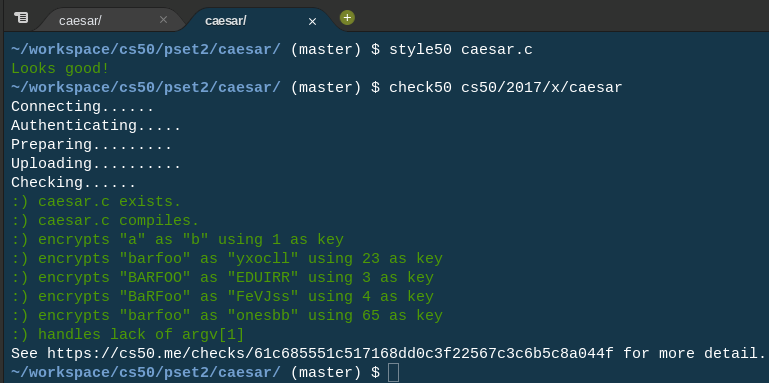 caesar/ × caesar/ × +
~/workspace/cs50/pset2/caesar/ (master) $ style50 caesar.c
Looks good!
~/workspace/cs50/pset2/caesar/ (master) $ check50 cs50/2017/x/caesar
Connecting......
Authenticating.....
Preparing.........
Uploading..........
Checking......
:) caesar.c exists.
:) caesar.c compiles.
:) encrypts "a" as "b" using 1 as key
:) encrypts "barfoo" as "yxocll" using 23 as key
:) encrypts "BARFOO" as "EDUIRR" using 3 as key
:) encrypts "BaRFoo" as "FeVJss" using 4 as key
:) encrypts "barfoo" as "onesbb" using 65 as key
:) handles lack of argv[1]
See https://cs50.me/checks/61c685551c517168dd0c3f22567c3c6b5c8a044f for more detail.
~/workspace/cs50/pset2/caesar/ (master) $